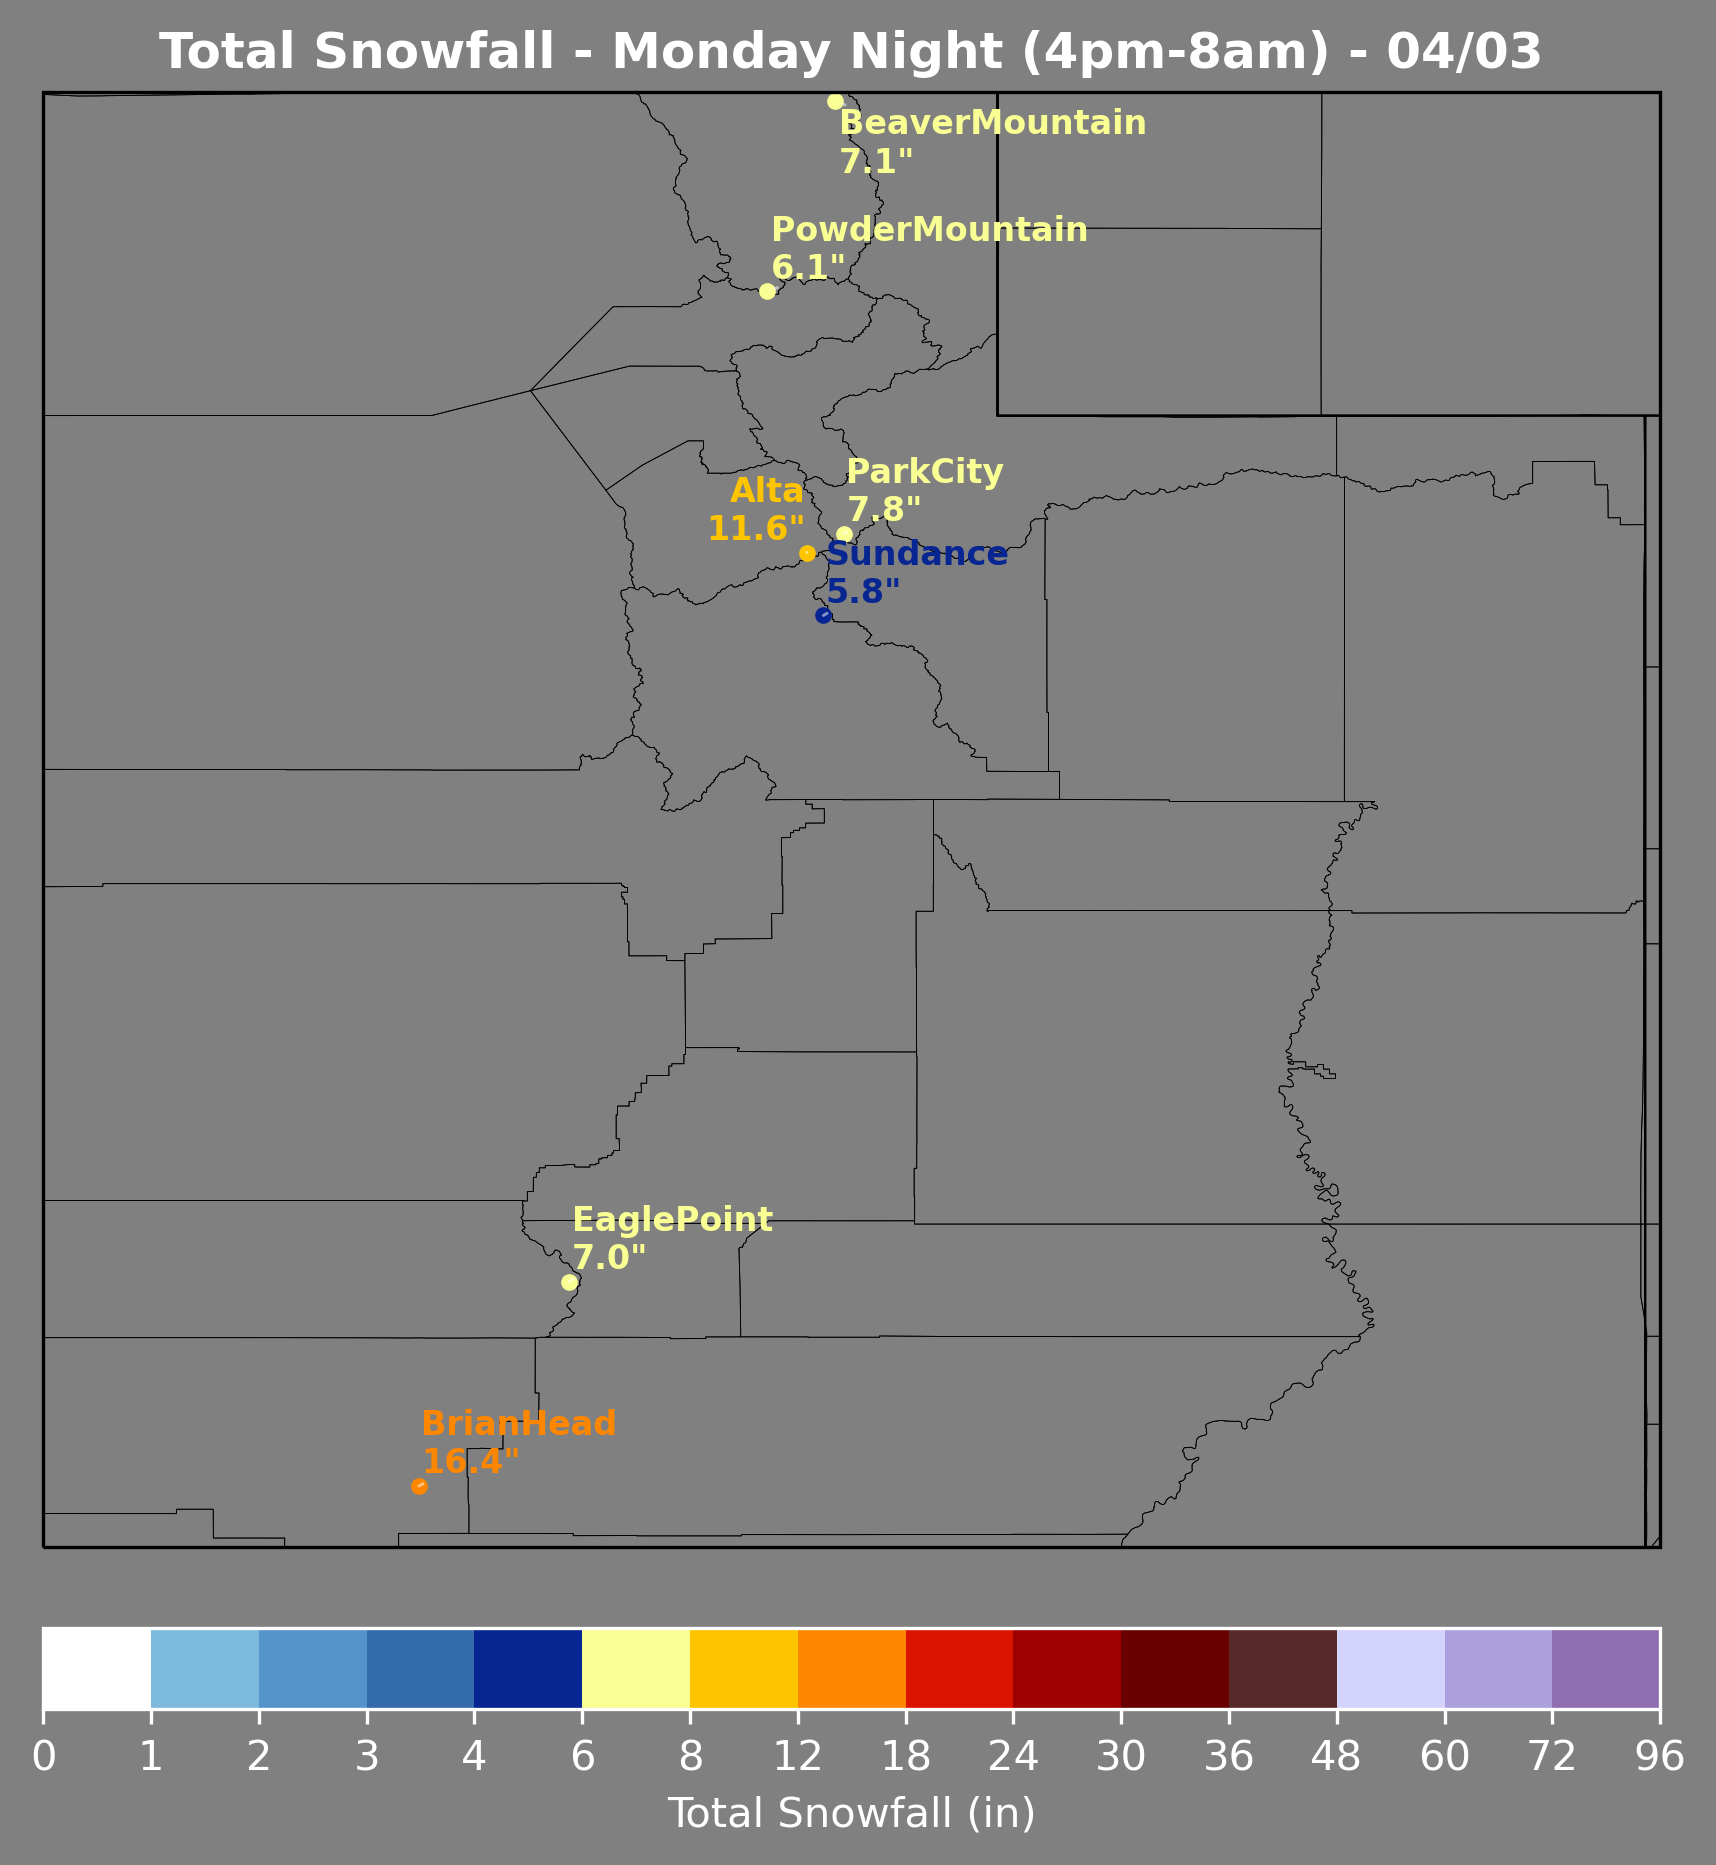 Total Snowfall - Monday Night (4pm-8am) - 04/03
BeaverMountain
7.1"
PowderMountain
6.1"
ParkCity
7.8"
Alta
11.6"
Sundance
5.8"
EaglePoint
7.0"
BrianHead
16.4"
0 1 2 3 4 6 8 12 18 24 30 36 48 60 72 96
Total Snowfall (in)